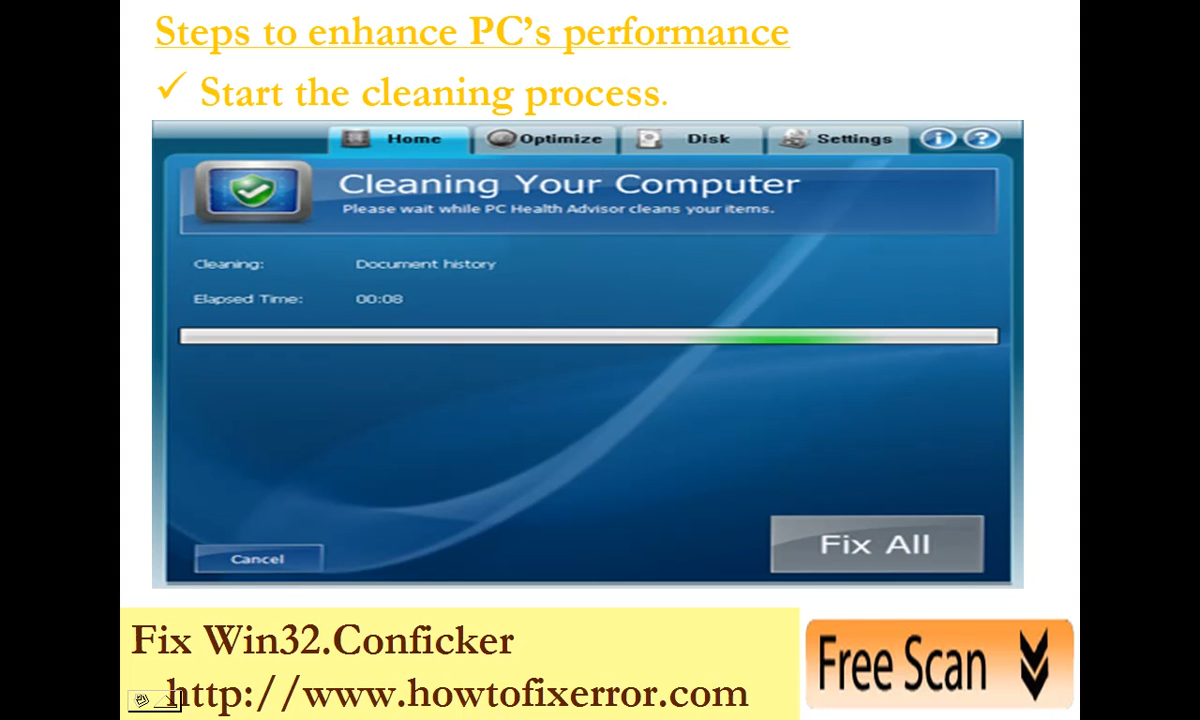 Steps to enhance PC's performance
✓ Start the cleaning process.
Home Optimize Disk Settings i ?
Cleaning Your Computer
Please wait while PC Health Advisor cleans your items.
Cleaning: Document history
Elapsed Time: 00:08
Fix All
Cancel
Fix Win32.Conficker
http://www.howtofixerror.com
Free Scan